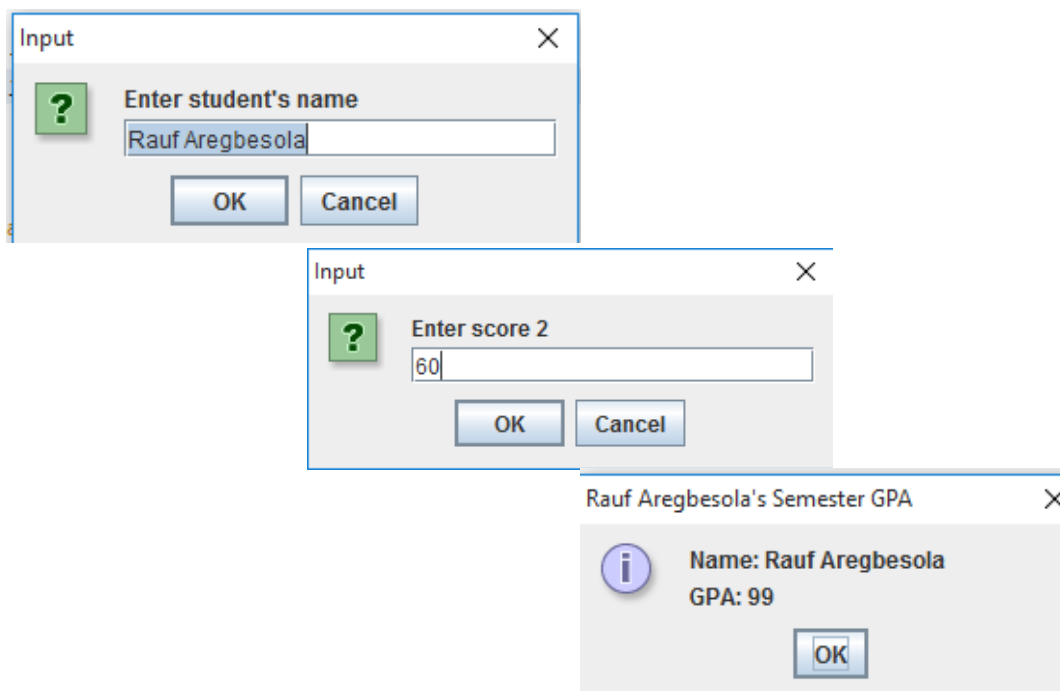 Input
Enter student's name
Rauf Aregbesola
OK Cancel
Input
Enter score 2
60
OK Cancel
Rauf Aregbesola's Semester GPA
Name: Rauf Aregbesola
GPA: 99
OK